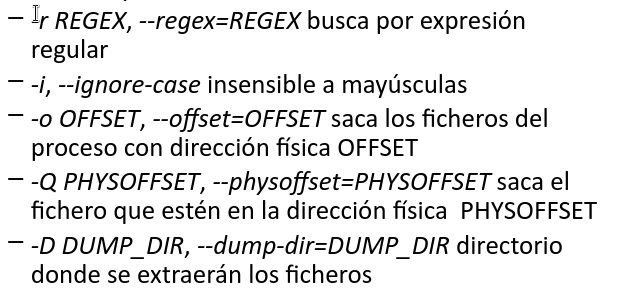 – -r REGEX, --regex=REGEX busca por expresión
regular
– -i, --ignore-case insensible a mayúsculas
– -o OFFSET, --offset=OFFSET saca los ficheros del
proceso con dirección física OFFSET
– -Q PHYSOFFSET, --physoffset=PHYSOFFSET saca el
fichero que estén en la dirección física PHYSOFFSET
– -D DUMP_DIR, --dump-dir=DUMP_DIR directorio
donde se extraerán los ficheros